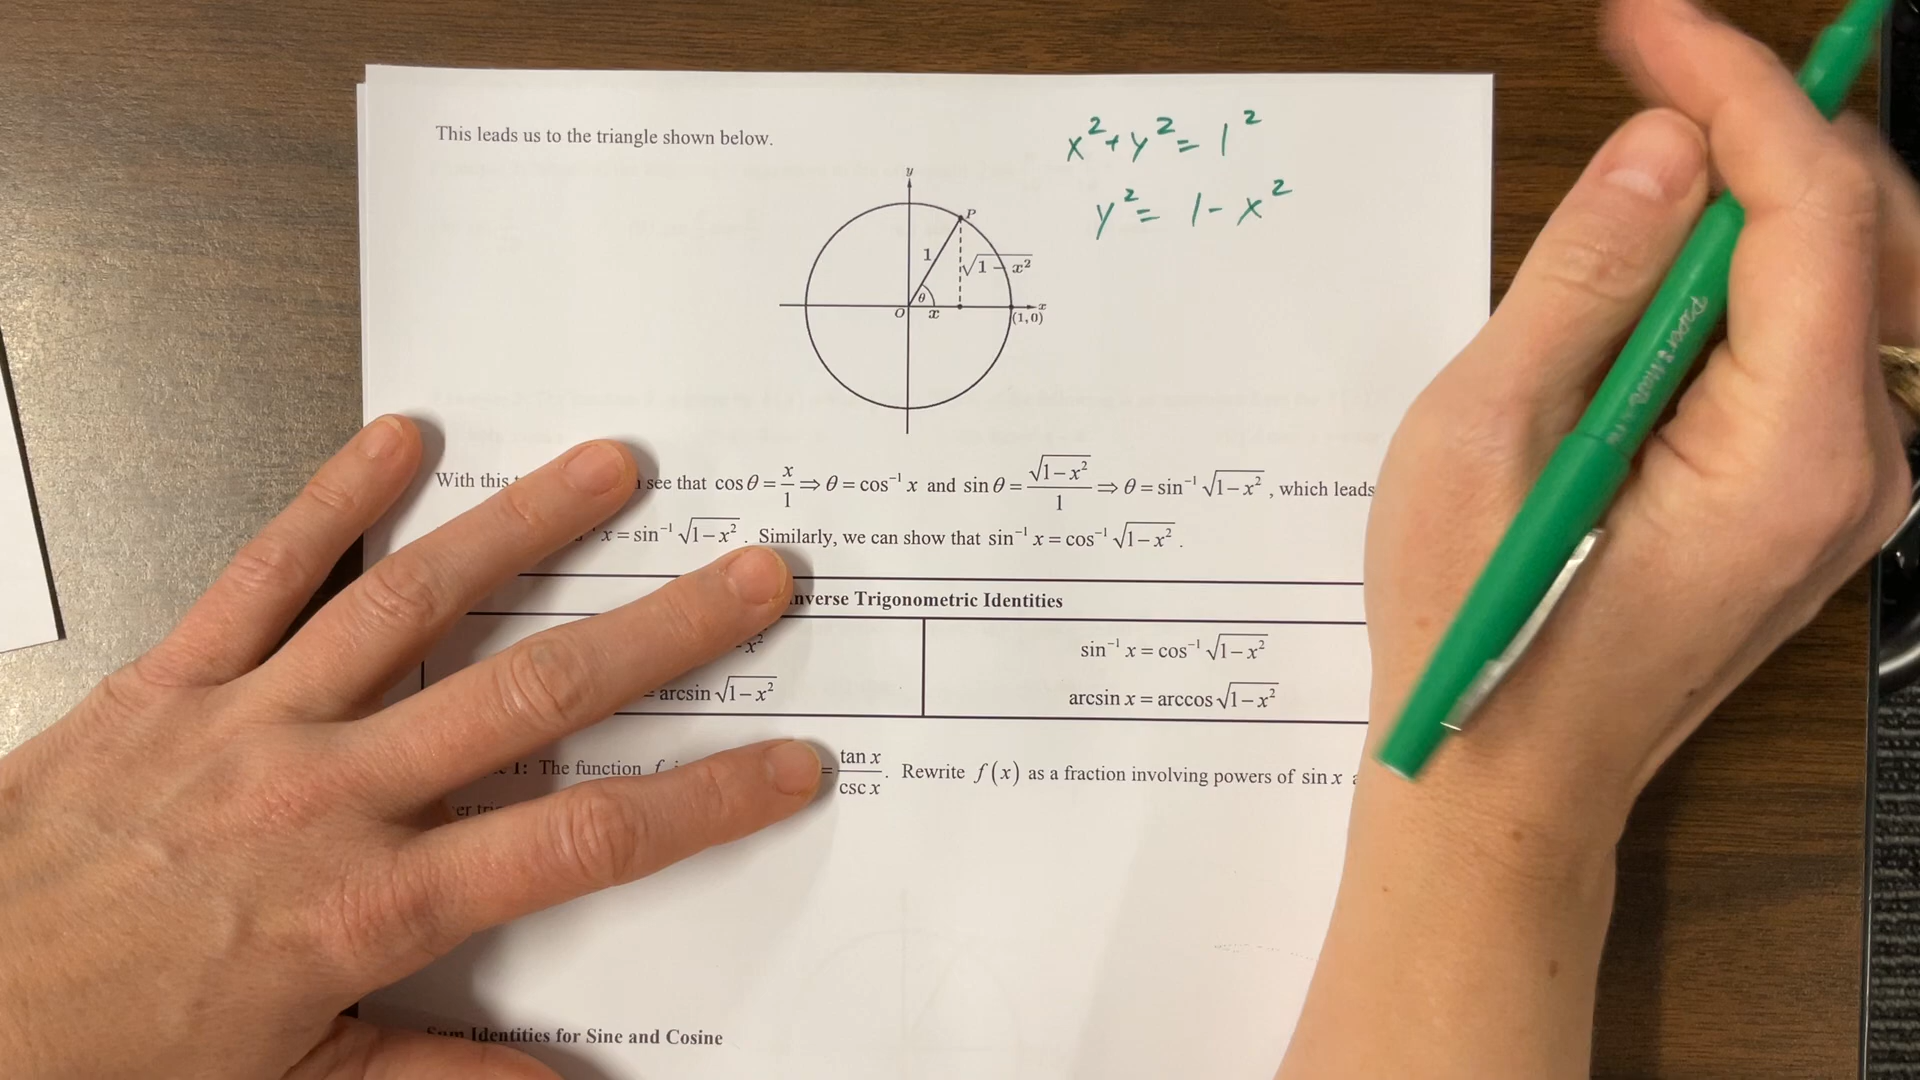 This leads us to the triangle shown below.
x² + y² = 1²
y² = 1 - x²
y
P
1
√1 - x²
θ
O
x
x
(1,0)
With this see that cos θ = x/1 ⇒ θ = cos⁻¹ x and sin θ = √1-x²/1 ⇒ θ = sin⁻¹ √1-x² , which leads
x = sin⁻¹ √1-x² . Similarly, we can show that sin⁻¹ x = cos⁻¹ √1-x² .
nverse Trigonometric Identities
-x²
sin⁻¹ x = cos⁻¹ √1-x²
= arcsin √1-x²
arcsin x = arccos √1-x²
1: The function f = tan x/csc x. Rewrite f(x) as a fraction involving powers of sin x
er
Identities for Sine and Cosine
Paper Mate